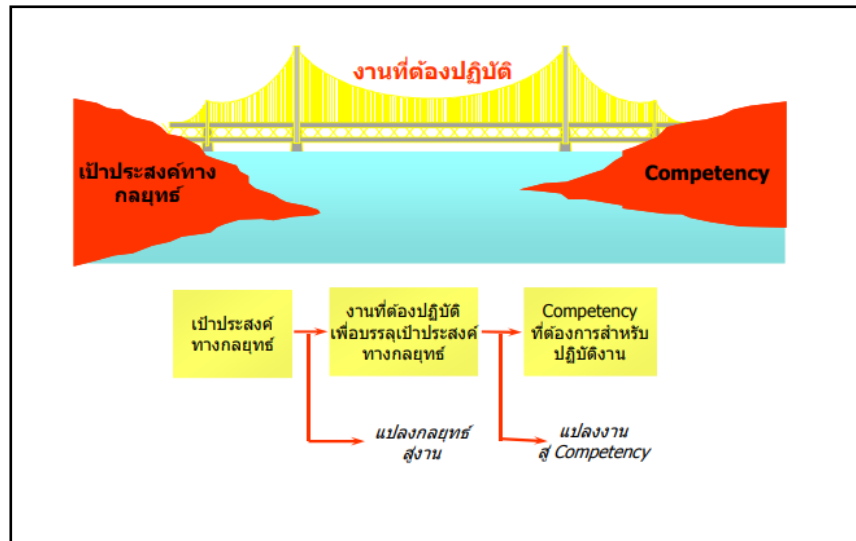 งานที่ต้องปฏิบัติ
เป้าประสงค์ทาง
กลยุทธ์
Competency
เป้าประสงค์
ทางกลยุทธ์
งานที่ต้องปฏิบัติ
เพื่อบรรลุเป้าประสงค์
ทางกลยุทธ์
Competency
ที่ต้องการสำหรับ
ปฏิบัติงาน
แปลงกลยุทธ์
สู่งาน
แปลงงาน
สู่ Competency